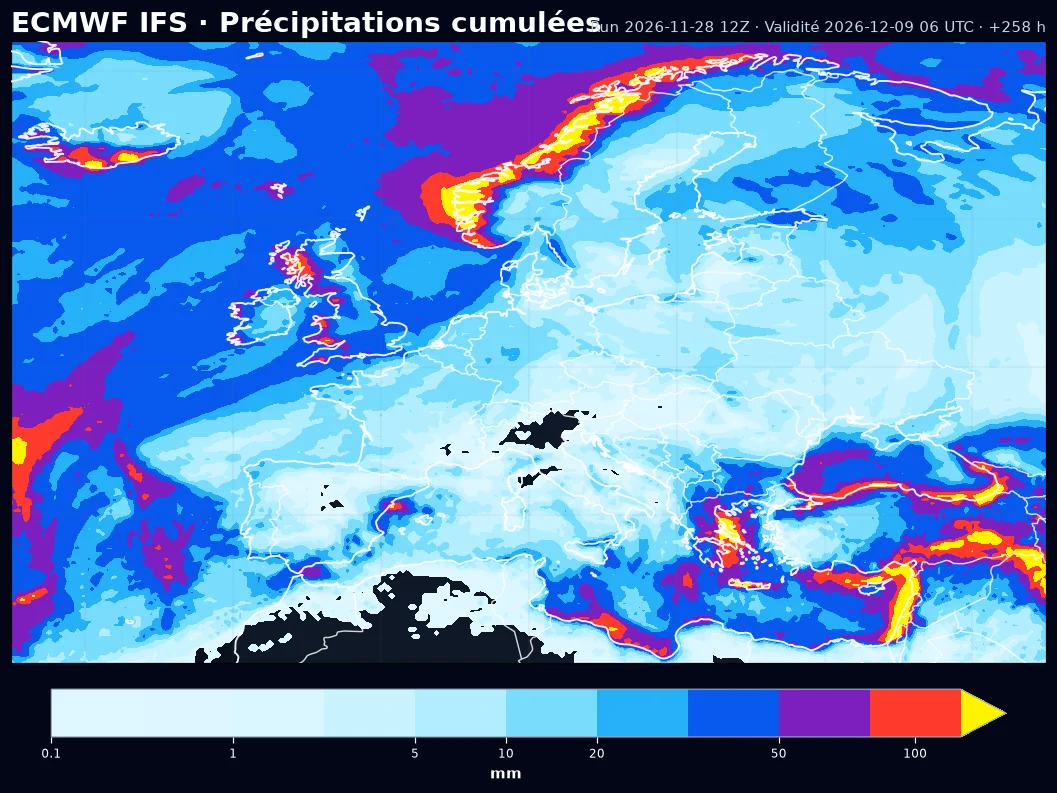 ECMWF IFS · Précipitations cumulées
Run 2026-11-28 12Z · Validité 2026-12-09 06 UTC · +258 h
0.1 1 5 10 20 50 100
mm